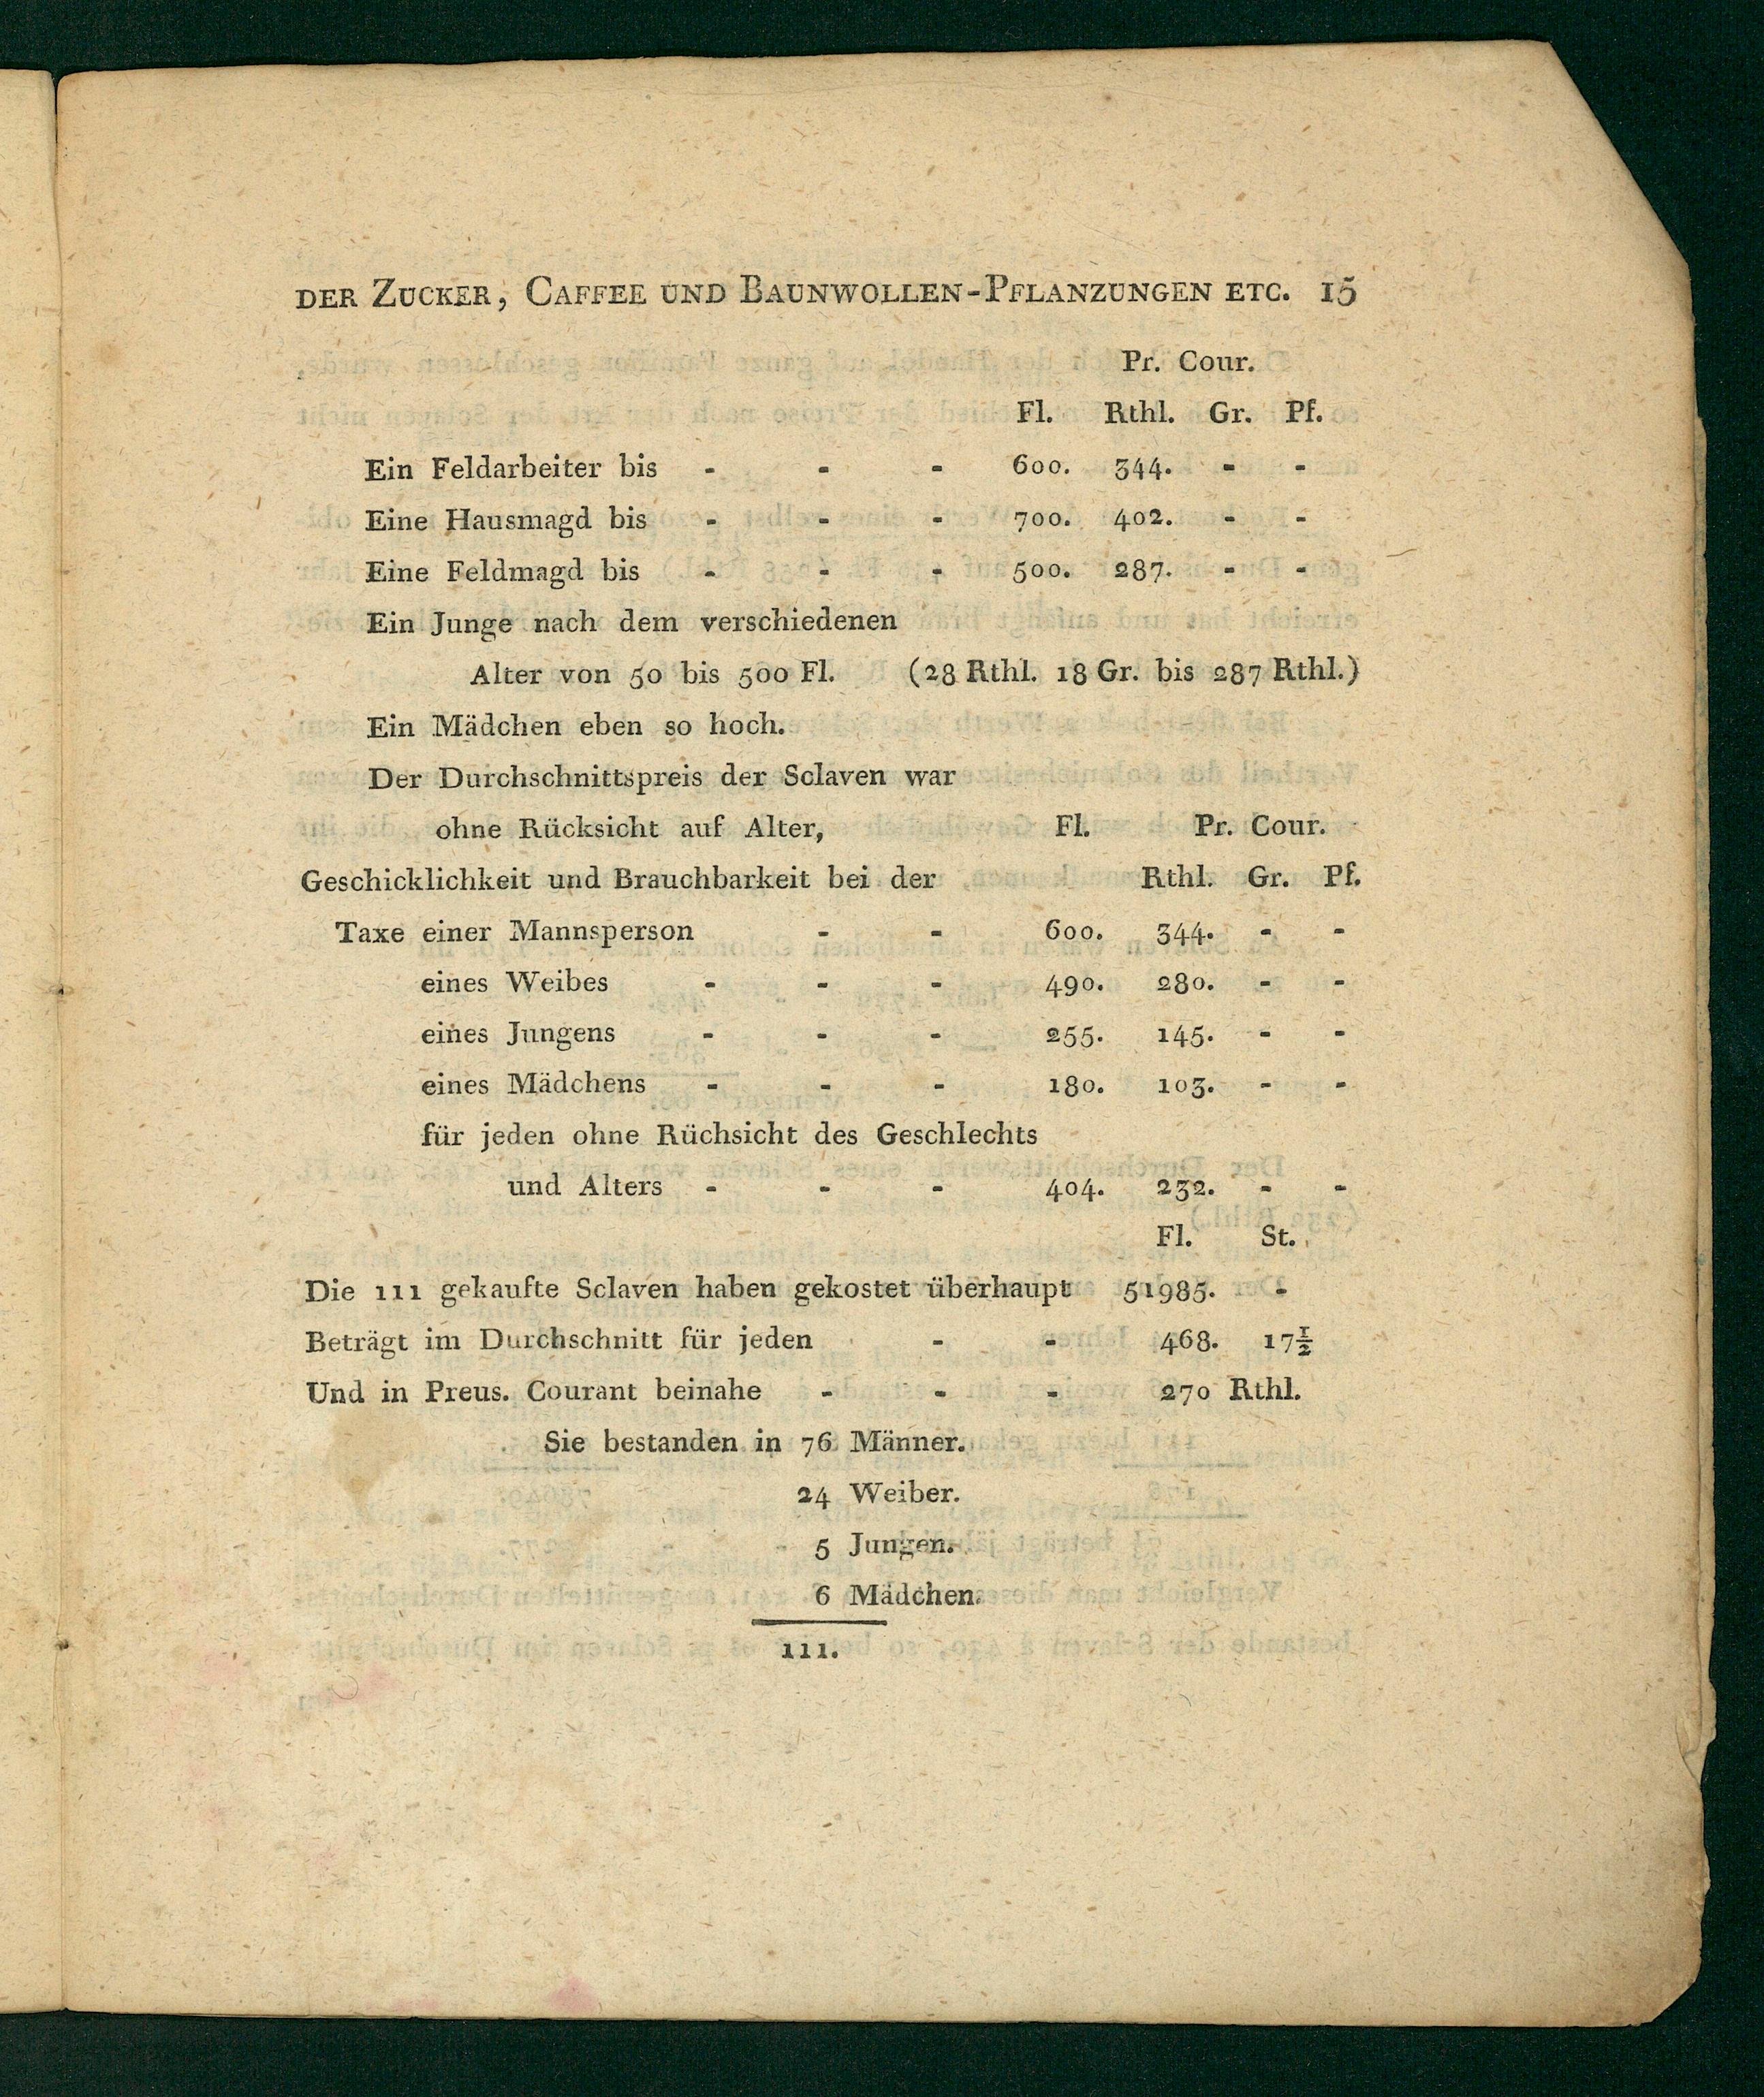 DER ZUCKER, CAFFEE UND BAUNWOLLEN-PFLANZUNGEN ETC. 15
Pr. Cour.
Fl. Rthl. Gr. Pf.
Ein Feldarbeiter bis - - - 600. 344. - -
Eine Hausmagd bis - - - 700. 402. - -
Eine Feldmagd bis - - - 500. 287. - -
Ein Junge nach dem verschiedenen
Alter von 50 bis 500 Fl. (28 Rthl. 18 Gr. bis 287 Rthl.)
Ein Mädchen eben so hoch.
Der Durchschnittspreis der Sclaven war
ohne Rücksicht auf Alter, Fl. Pr. Cour.
Geschicklichkeit und Brauchbarkeit bei der Rthl. Gr. Pf.
Taxe einer Mannsperson - - 600. 344. - -
eines Weibes - - - 490. 280. - -
eines Jungens - - - 255. 145. - -
eines Mädchens - - - 180. 103. - -
für jeden ohne Rüchsicht des Geschlechts
und Alters - - - 404. 232. - -
Fl. St.
Die 111 gekaufte Sclaven haben gekostet überhaupt 51985. -
Beträgt im Durchschnitt für jeden - - 468. 17½
Und in Preus. Courant beinahe - - - 270 Rthl.
Sie bestanden in 76 Männer.
24 Weiber.
5 Jungen.
6 Mädchen.
111.